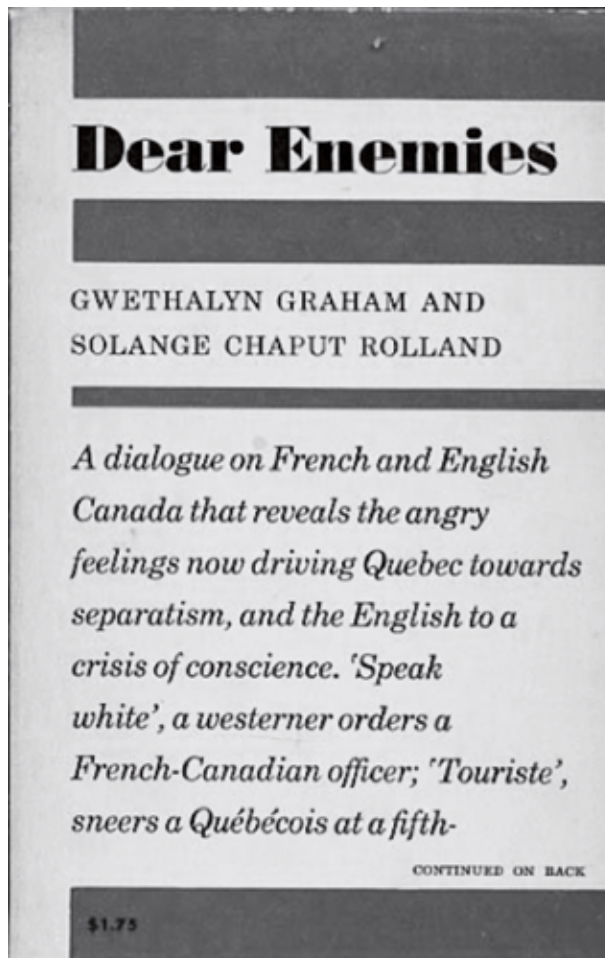 Dear Enemies
GWETHALYN GRAHAM AND
SOLANGE CHAPUT ROLLAND
A dialogue on French and English
Canada that reveals the angry
feelings now driving Quebec towards
separatism, and the English to a
crisis of conscience. 'Speak
white', a westerner orders a
French-Canadian officer; 'Touriste',
sneers a Québécois at a fifth-
CONTINUED ON BACK
$1.75